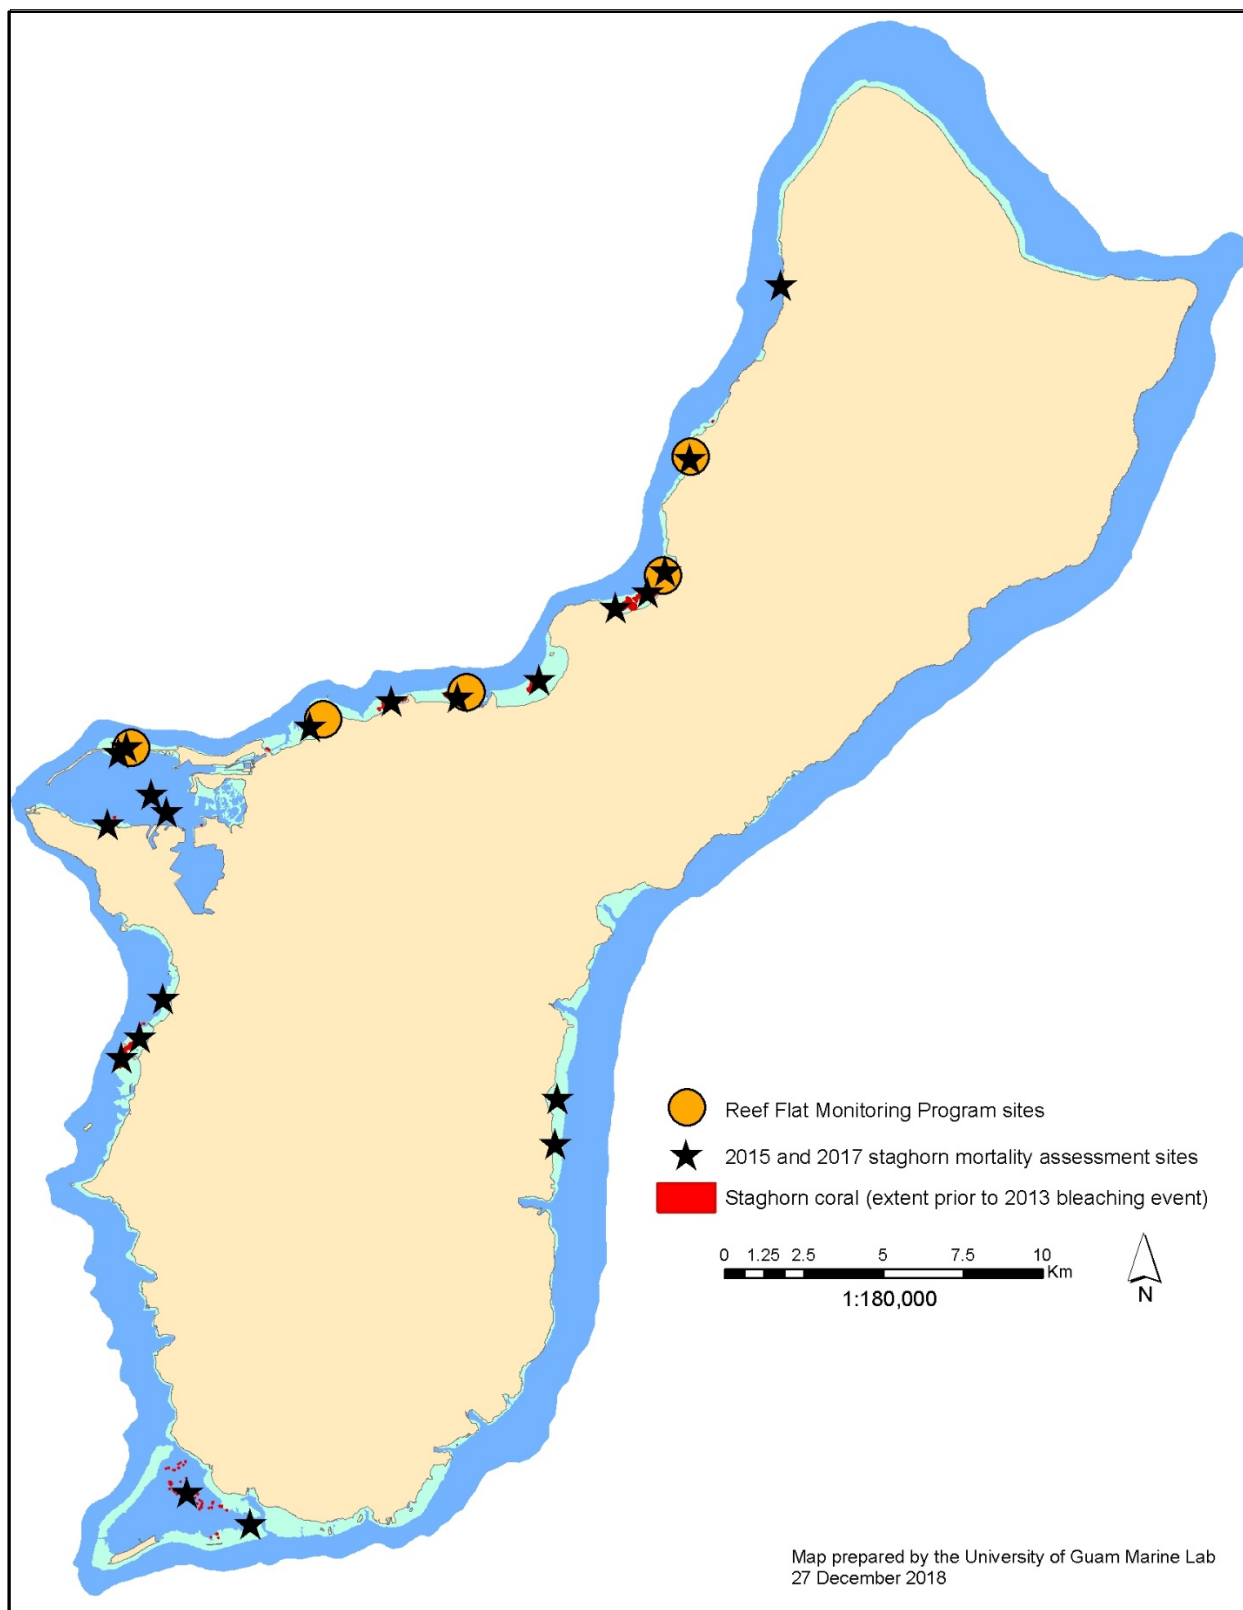 Reef Flat Monitoring Program sites
2015 and 2017 staghorn mortality assessment sites
Staghorn coral (extent prior to 2013 bleaching event)
0 1.25 2.5 5 7.5 10
Km
1:180,000
N
Map prepared by the University of Guam Marine Lab
27 December 2018